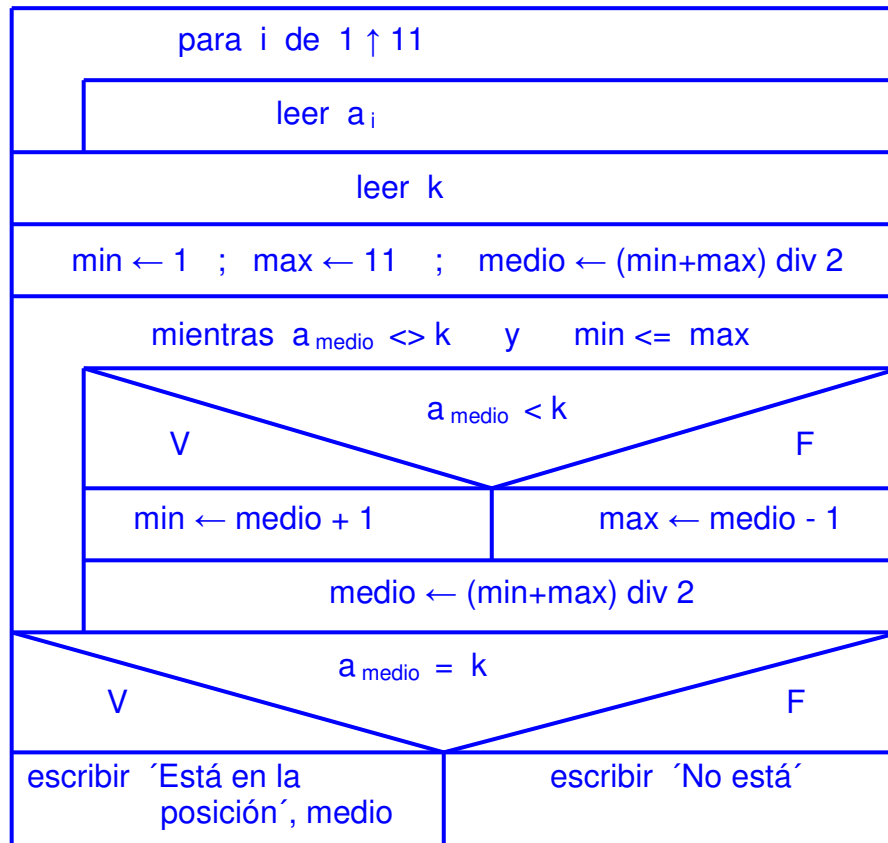 para i de 1 ↑ 11
leer a i
leer k
min ← 1 ; max ← 11 ; medio ← (min+max) div 2
mientras a medio <> k y min <= max
a medio < k
V F
min ← medio + 1 max ← medio - 1
medio ← (min+max) div 2
a medio = k
V F
escribir ´Está en la escribir ´No está´
posición´, medio